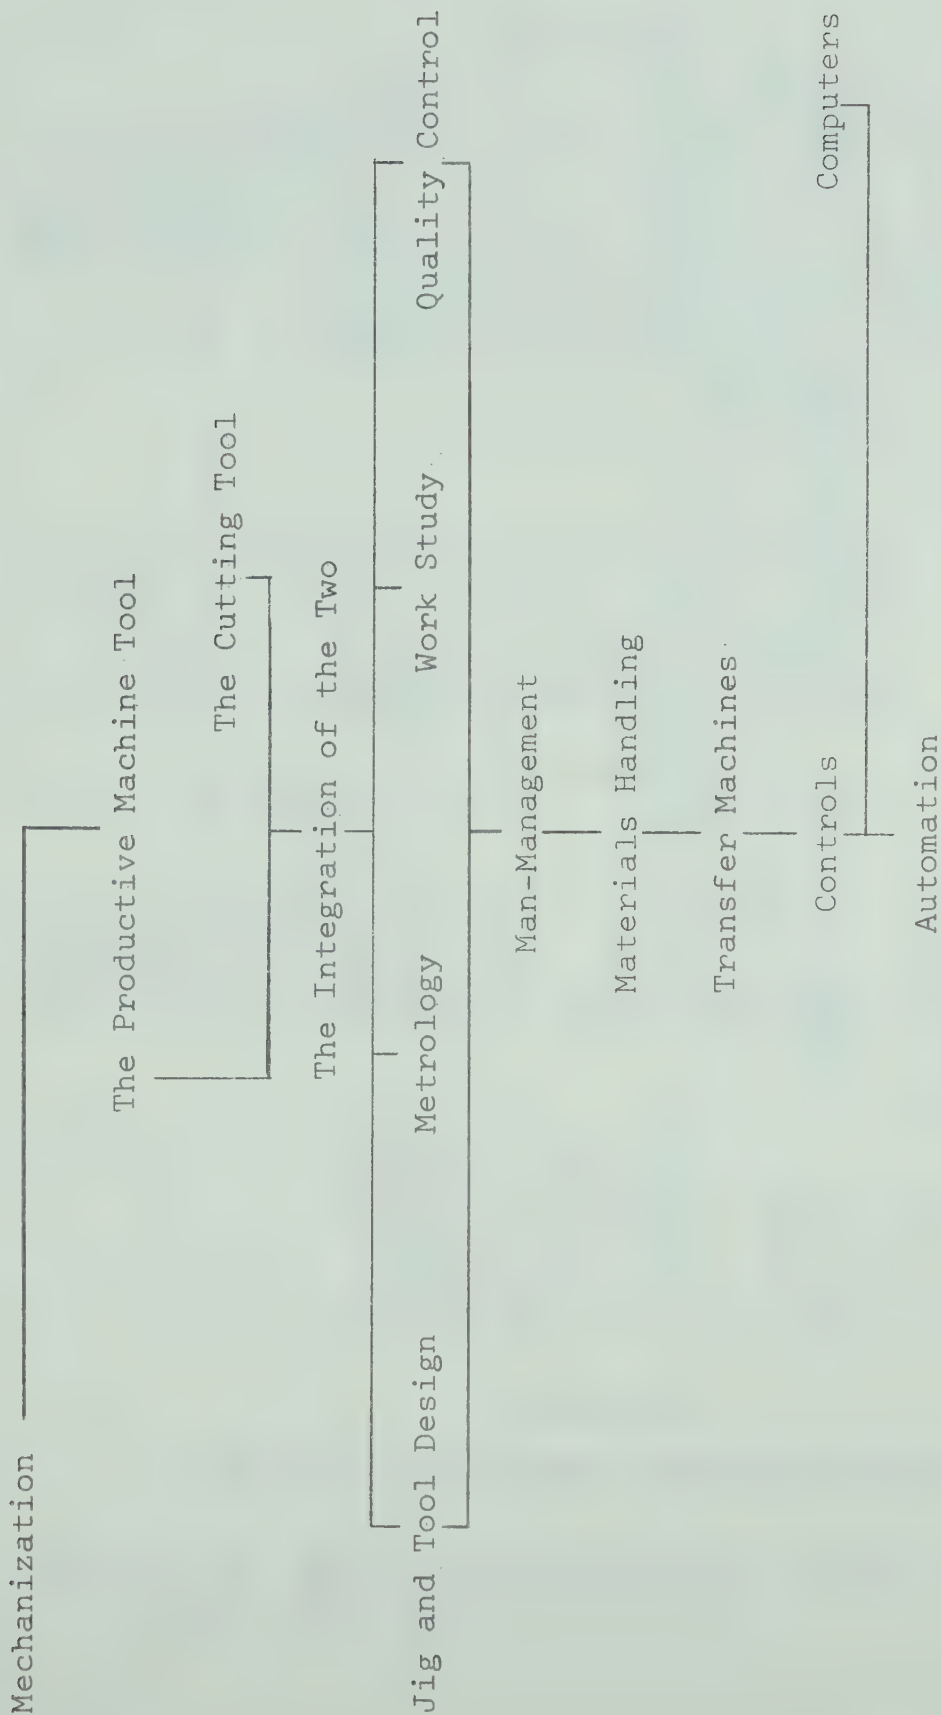 Mechanization
The Productive Machine Tool
The Cutting Tool
The Integration of the Two
Jig and Tool Design
Metrology
Work Study
Quality Control
Man-Management
Materials Handling
Transfer Machines
Controls
Computers
Automation